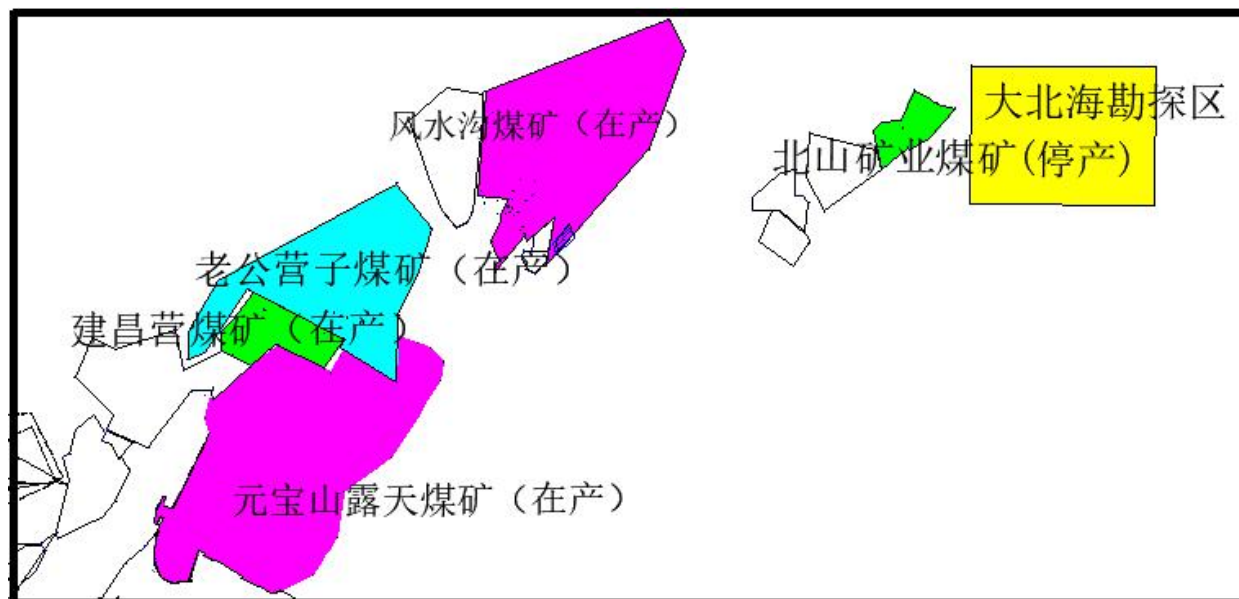 大北海勘探区
风水沟煤矿（在产）
北山矿业煤矿(停产)
老公营子煤矿（在产）
建昌营煤矿（在产）
元宝山露天煤矿（在产）